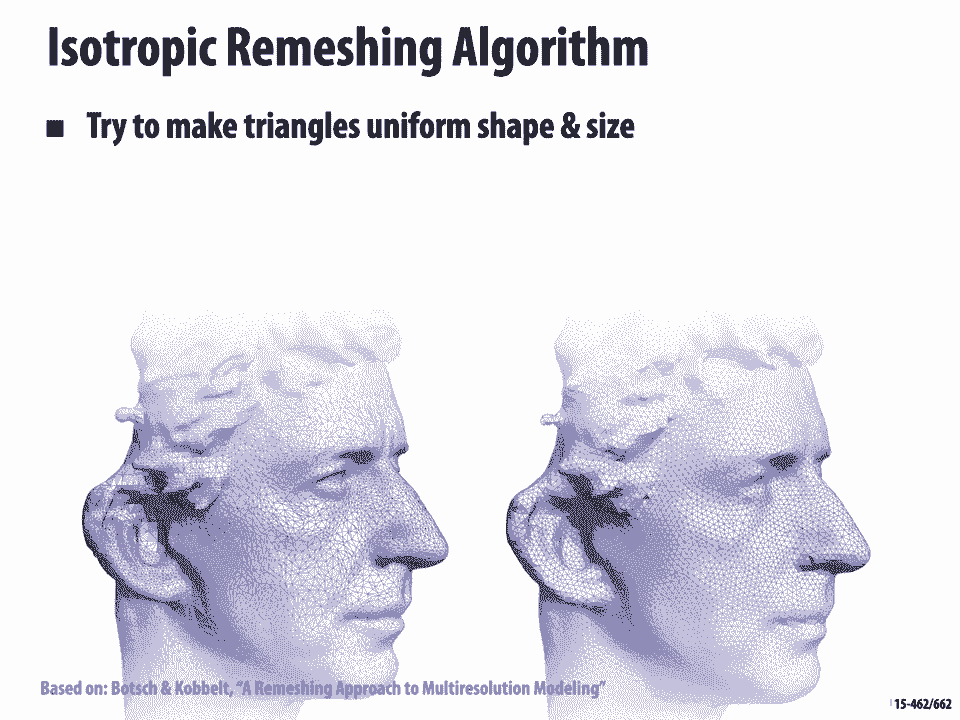 Isotropic Remeshing Algorithm
Try to make triangles uniform shape & size
Based on: Botsch & Kobbelt, “A Remeshing Approach to Multiresolution Modeling”
15-462/662